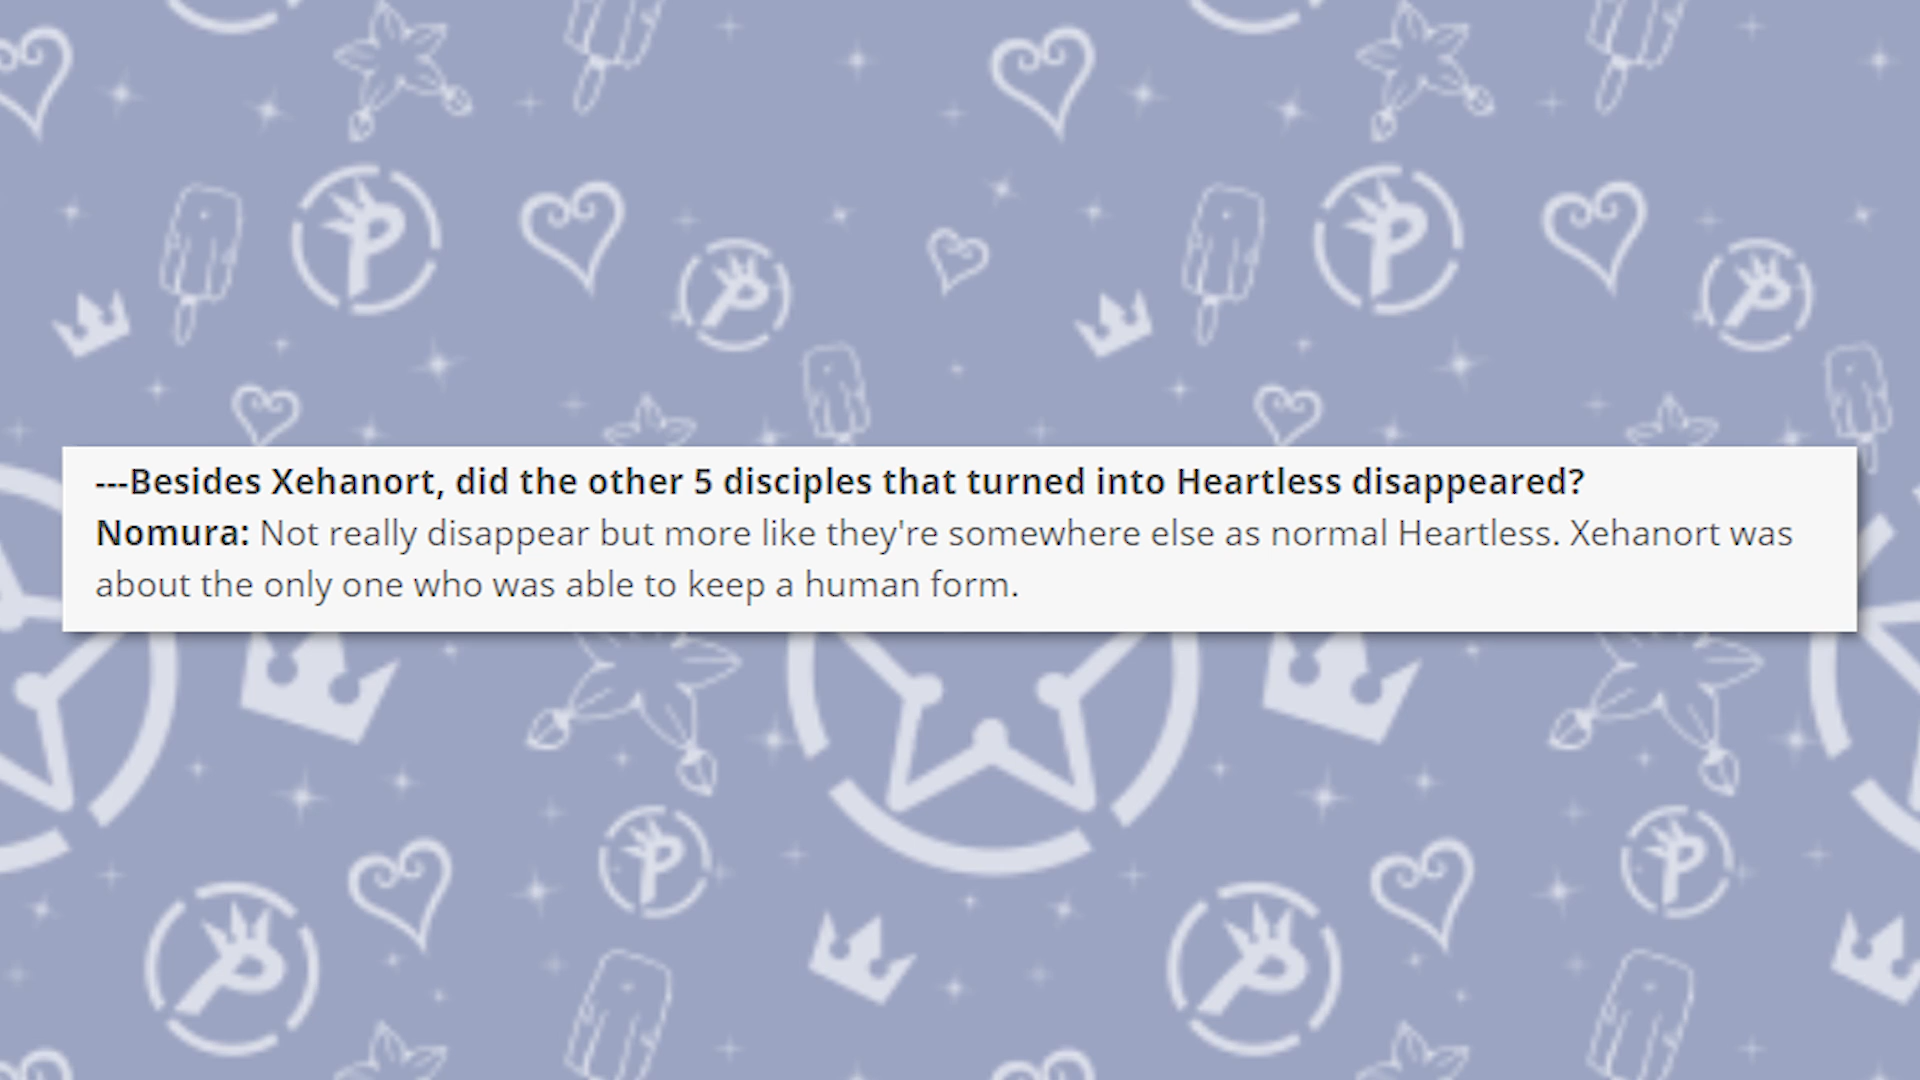 ---Besides Xehanort, did the other 5 disciples that turned into Heartless disappeared?
Nomura: Not really disappear but more like they're somewhere else as normal Heartless. Xehanort was
about the only one who was able to keep a human form.